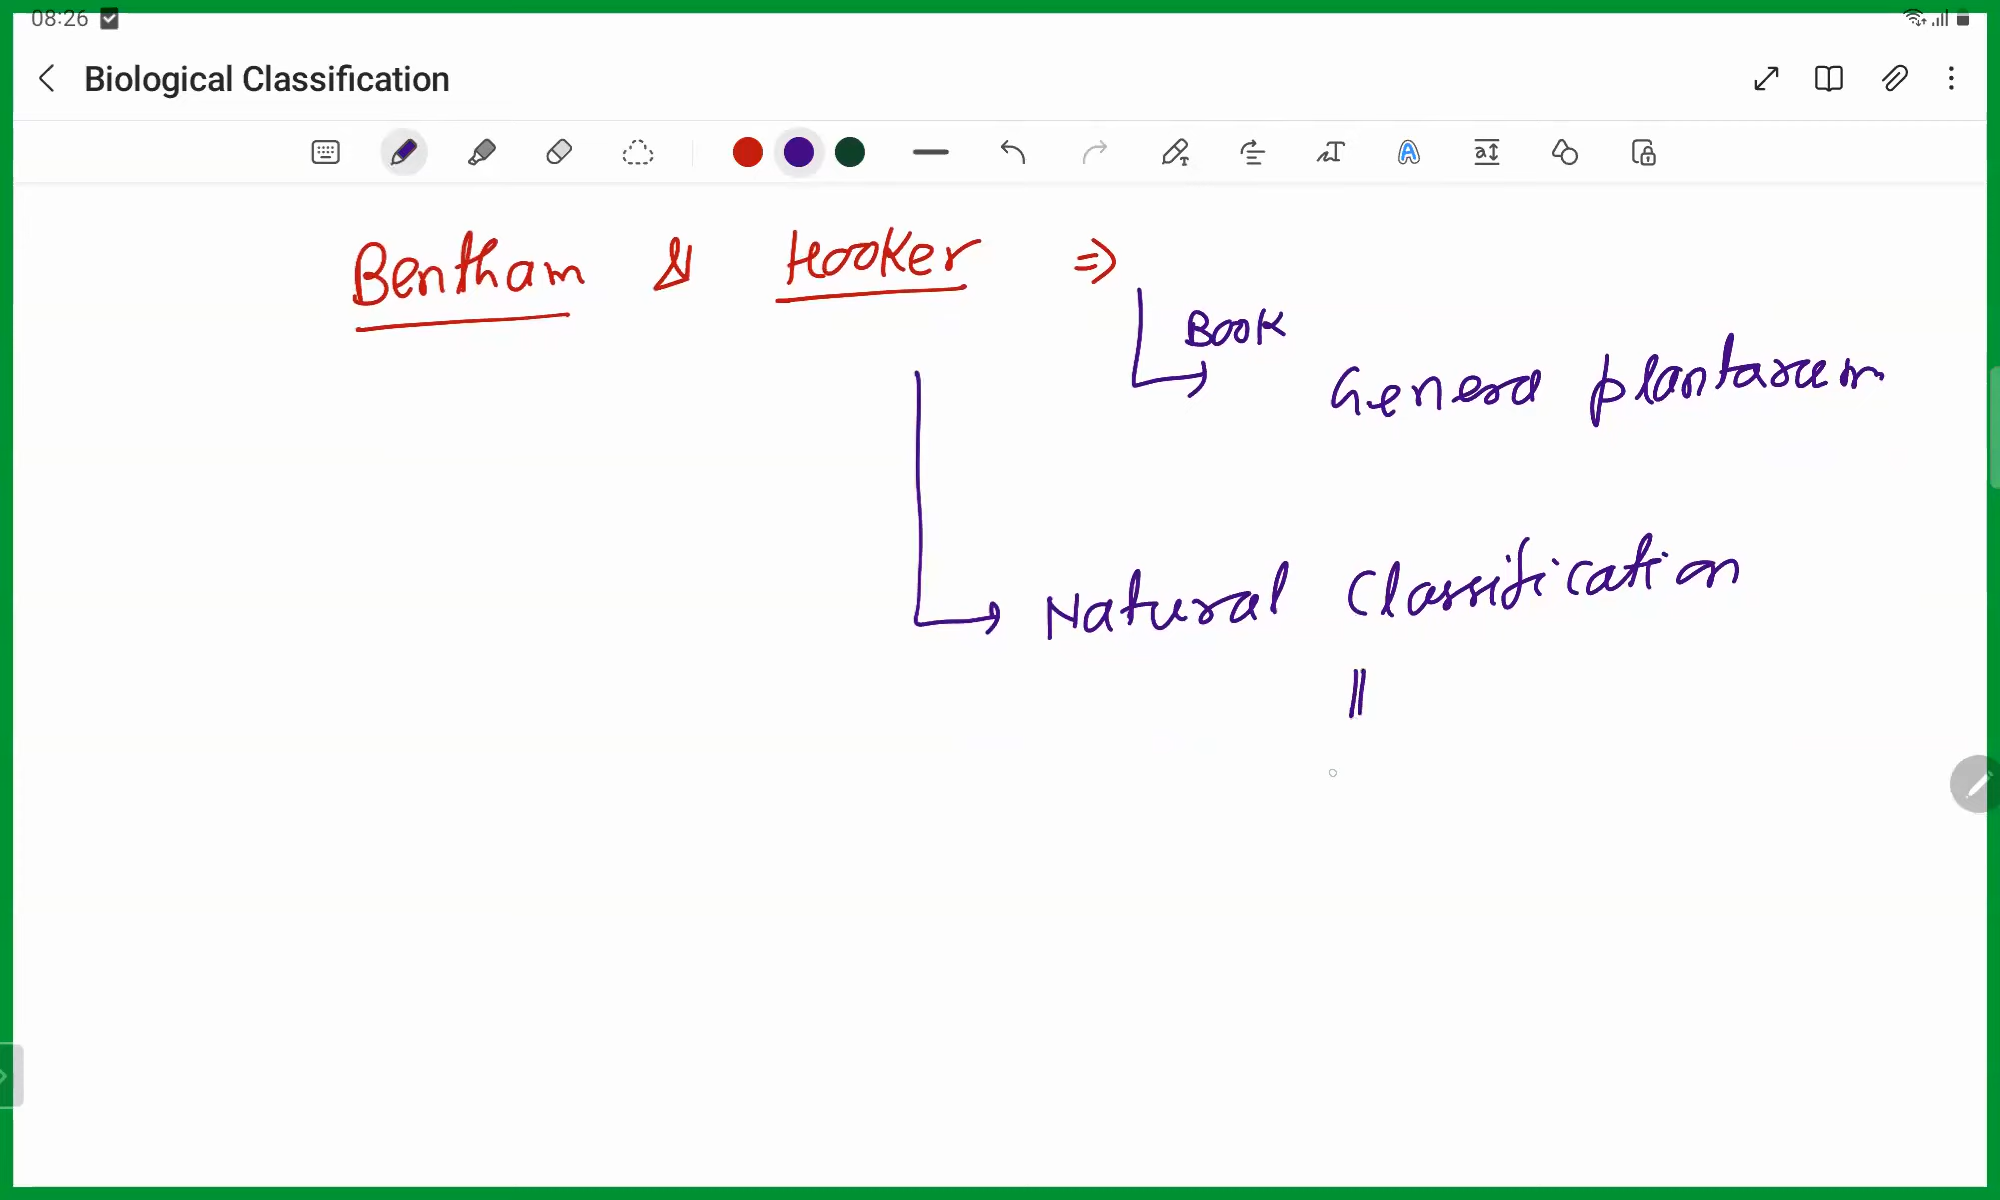 08:26
Biological Classification
Bentham & Hooker ⇒
Book
Genera plantarum
Natural Classification